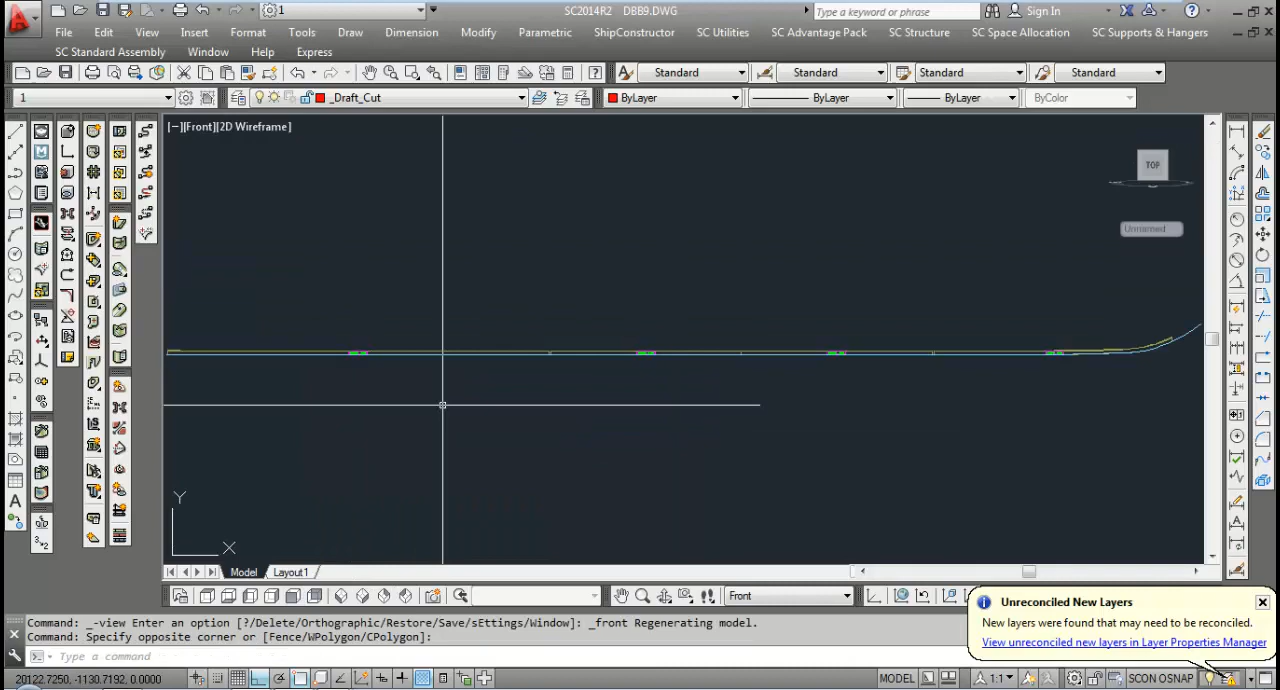 1
SC2014R2 DBB9.DWG
Type a keyword or phrase
Sign In
File Edit View Insert Format Tools Draw Dimension Modify Parametric ShipConstructor SC Utilities SC Advantage Pack SC Structure SC Space Allocation SC Supports & Hangers
SC Standard Assembly Window Help Express
Standard Standard Standard Standard
1 _Draft_Cut ByLayer ByLayer ByLayer ByColor
[−][Front][2D Wireframe]
TOP
Unnamed
Y
X
Model Layout1
Front
Unreconciled New Layers
New layers were found that may need to be reconciled.
View unreconciled new layers in Layer Properties Manager
Command: _-view Enter an option [?/Delete/Orthographic/Restore/Save/sEttings/Window]: _front Regenerating model.
Command: Specify opposite corner or [Fence/WPolygon/CPolygon]:
Type a command
20122.7250, -1130.7192, 0.0000
MODEL 1:1 SCON OSNAP